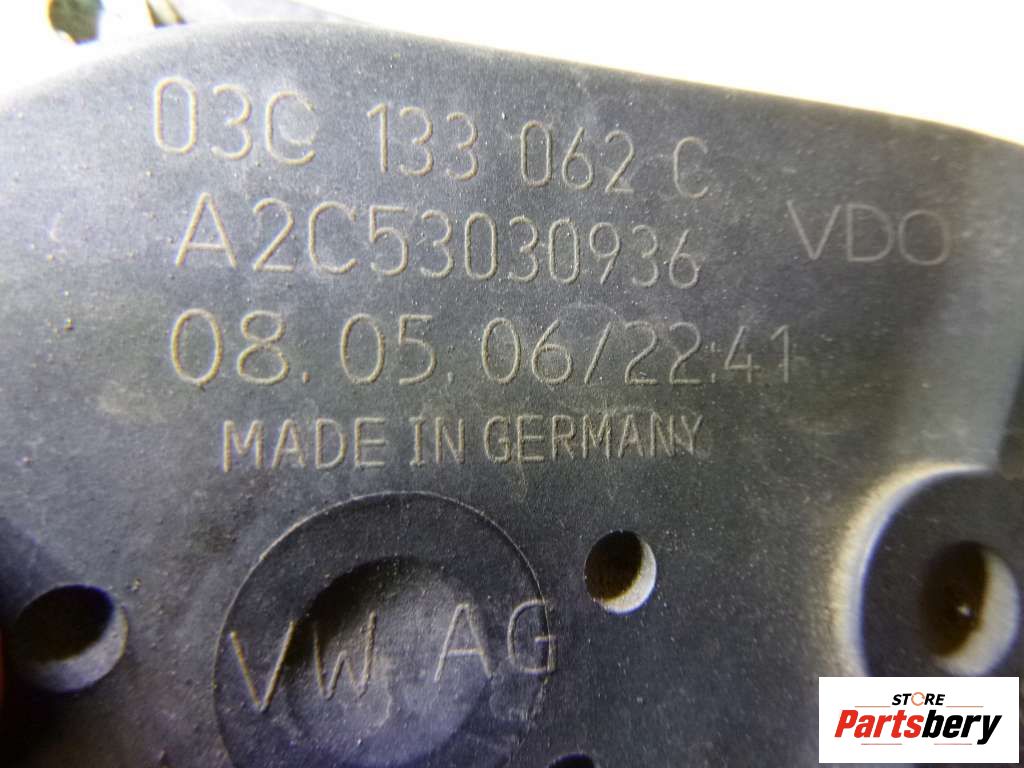 03C 133 062 C
A2C53030936 VDO
08.05.06/22:41
MADE IN GERMANY
VW AG
STORE
Partsbery